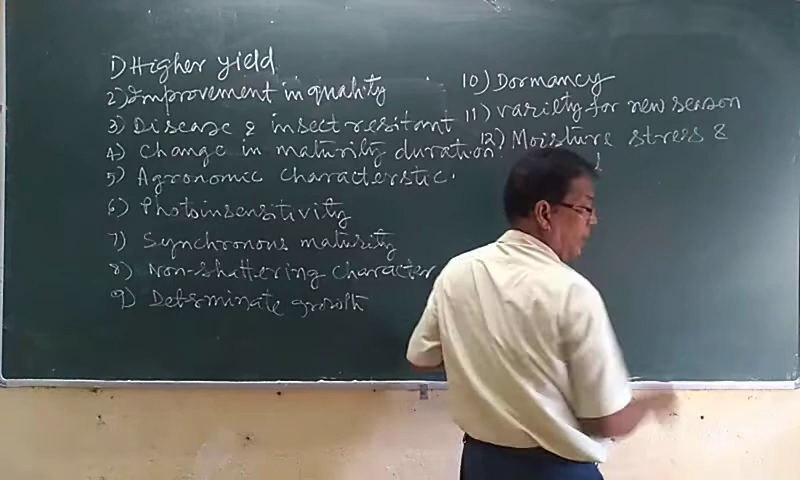 1) Higher yield
2) Improvement in quality
3) Disease & insect resistant
4) Change in maturity duration
5) Agronomic characterstic.
6) Photoinsensitivity
7) Synchronous maturity
8) Non-shattering character
9) Determinate growth
10) Dormancy
11) variety for new season
12) Moisture stress &